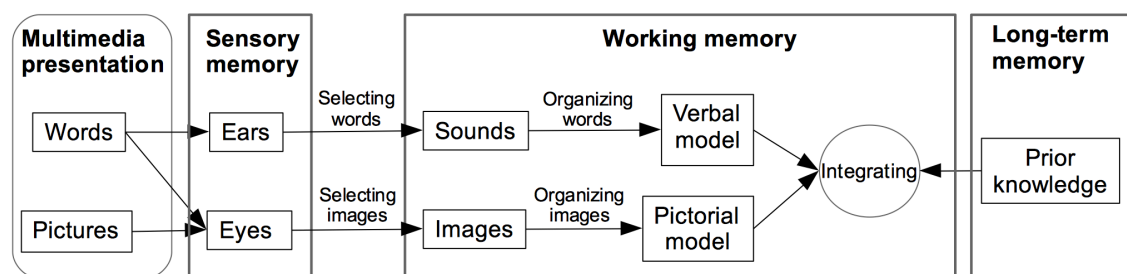 Multimedia
presentation
Words
Pictures
Sensory
memory
Ears
Eyes
Selecting
words
Selecting
images
Working memory
Sounds
Images
Organizing
words
Organizing
images
Verbal
model
Pictorial
model
Integrating
Long-term
memory
Prior
knowledge